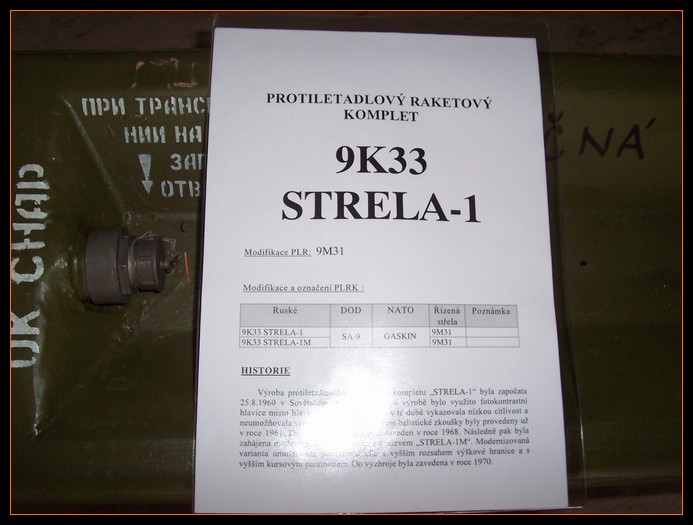 ПРИ ТРАНС
НИИ НА
ЗАГ
ОТВ
UK CHAP
ČNÁ
PROTILETADLOVÝ RAKETOVÝ
KOMPLET
9K33
STRELA-1
Modifikace PLR: 9M31
Modifikace a označení PLRK :
Ruské DOD NATO Řízená střela Poznámka
9K33 STRELA-1 SA-9 GASKIN 9M31
9K33 STRELA-1M 9M31
HISTORIE
Výroba kompletu „STRELA-1“ byla započata
25.8.1960 v výrobě bylo využito fotokontrastní
hlavice místo té době vykazovala nízkou citlivost a
balistické zkoušky byly provedeny už
v roce zaveden v roce 1968. Následně pak byla
zahájena názvem „STRELA-1M“. Modernizovaná
varianta s vyšším rozsahem výškové hranice a s
vyšším kursovým parametrem. Do výzbroje byla zavedena v roce 1970.